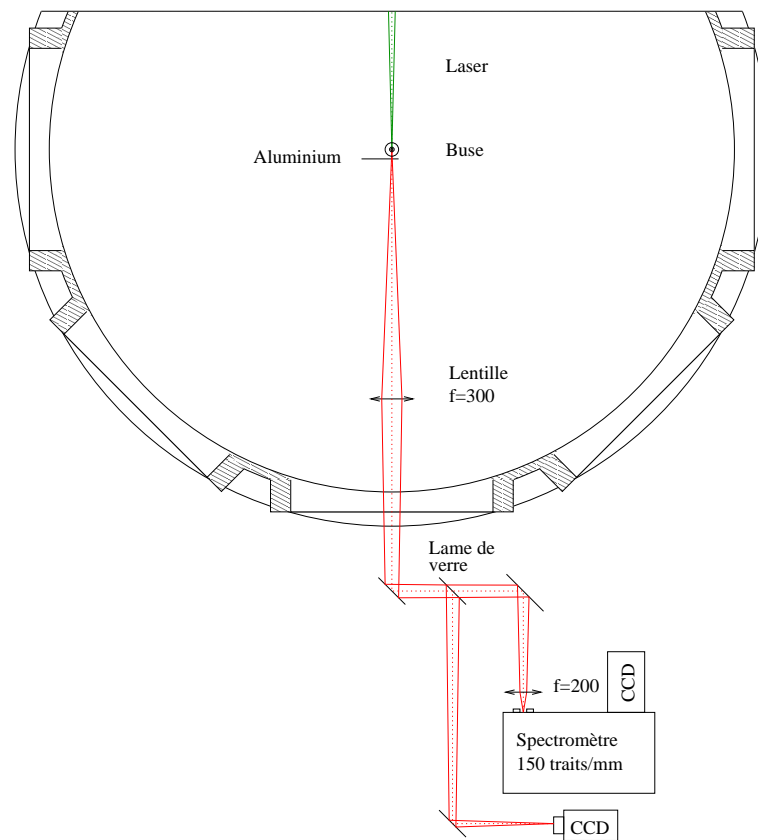 Laser
Aluminium
Buse
Lentille
f=300
Lame de
verre
f=200
CCD
Spectromètre
150 traits/mm
CCD